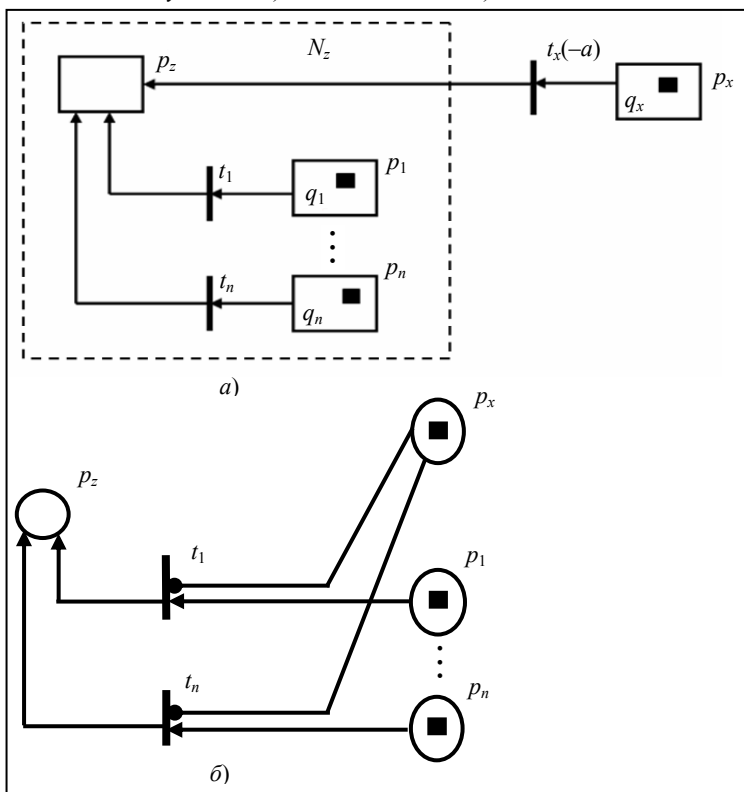 N_z
t_x(–a)
p_z
p_x
q_x
t_1
p_1
q_1
⋮
t_n
p_n
q_n
а)
p_x
p_z
t_1
p_1
⋮
t_n
p_n
б)